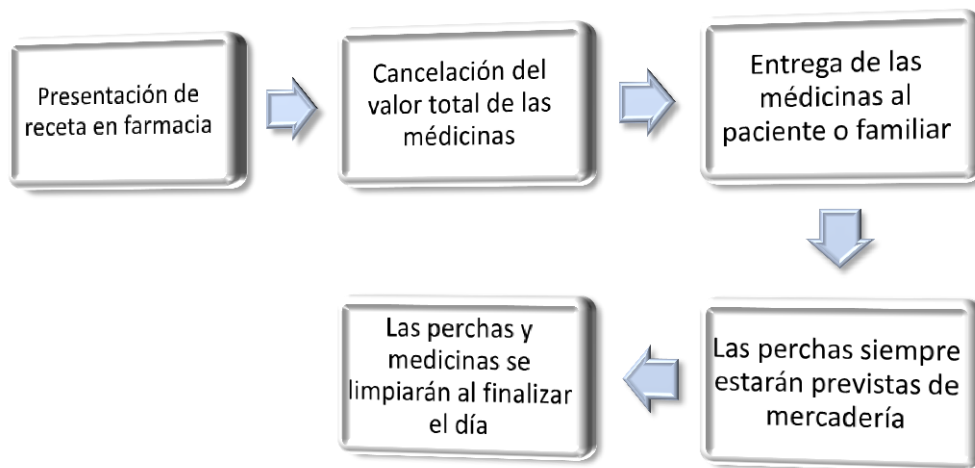 Presentación de
receta en farmacia
Cancelación del
valor total de las
médicinas
Entrega de las
médicinas al
paciente o familiar
Las perchas siempre
estarán previstas de
mercadería
Las perchas y
medicinas se
limpiarán al finalizar
el día